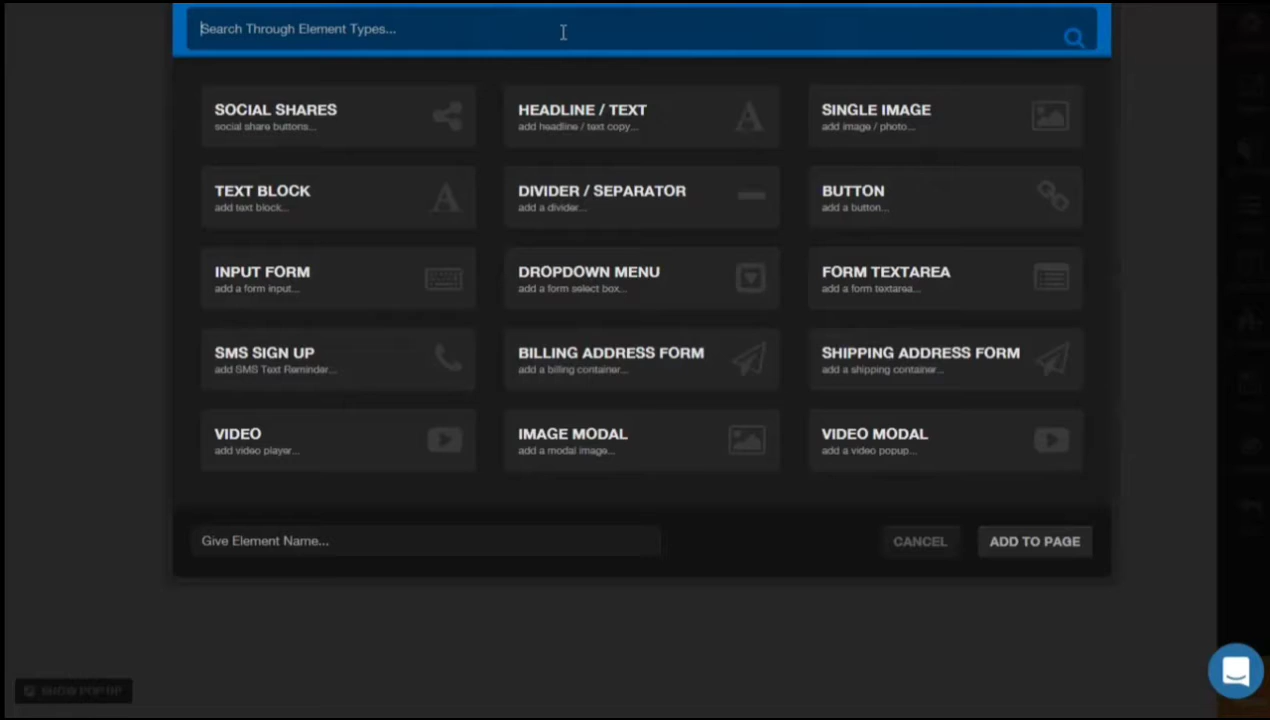 Search Through Element Types...
SOCIAL SHARES
social share buttons...
HEADLINE / TEXT
add headline / text copy...
SINGLE IMAGE
add image / photo...
TEXT BLOCK
add text block...
DIVIDER / SEPARATOR
add a divider...
BUTTON
add a button...
INPUT FORM
add a form input...
DROPDOWN MENU
add a form select box...
FORM TEXTAREA
add a form textarea...
SMS SIGN UP
add SMS Text Reminder...
BILLING ADDRESS FORM
add a billing container...
SHIPPING ADDRESS FORM
add a shipping container...
VIDEO
add video player...
IMAGE MODAL
add a modal image...
VIDEO MODAL
add a video popup...
Give Element Name...
CANCEL
ADD TO PAGE
SHOW POP UP